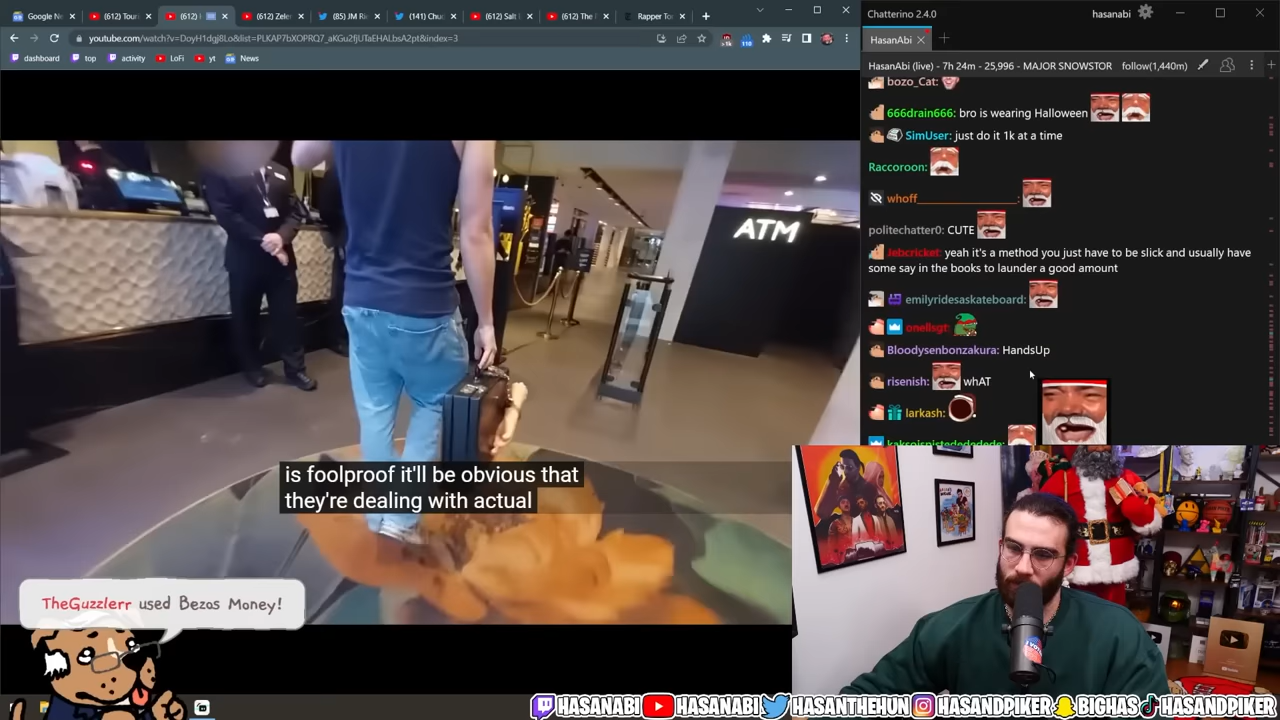 Google Ne
(612) Tour
(612) I
(612) Zeler
(85) JM Ri
(141) Chu
(612) Salt
(612) The
Rapper To
youtube.com/watch?v=DoyH1dgj8Lo&list=PLKAP7bXOPRQ7_aKGu2fjUTaEHALbsA2pt&index=3
dashboard
top
activity
LoFi
yt
News
Chatterino 2.4.0
hasanabi
HasanAbi
HasanAbi (live) - 7h 24m - 25,996 - MAJOR SNOWSTOR
follow(1,440m)
bozo_Cat:
666drain666: bro is wearing Halloween
SimUser: just do it 1k at a time
Raccoroon:
whoff________________:
politechatter0: CUTE
Jebcricket: yeah it's a method you just have to be slick and usually have
some say in the books to launder a good amount
emilyridesaskateboard:
onellsgt:
Bloodysenbonzakura: HandsUp
risenish: whAT
larkash:
ATM
is foolproof it'll be obvious that
they're dealing with actual
TheGuzzlerr used Bezos Money!
HASANABI
HASANABI
HASANTHEHUN
HASANDPIKER
BIGHAS
HASANDPIKER